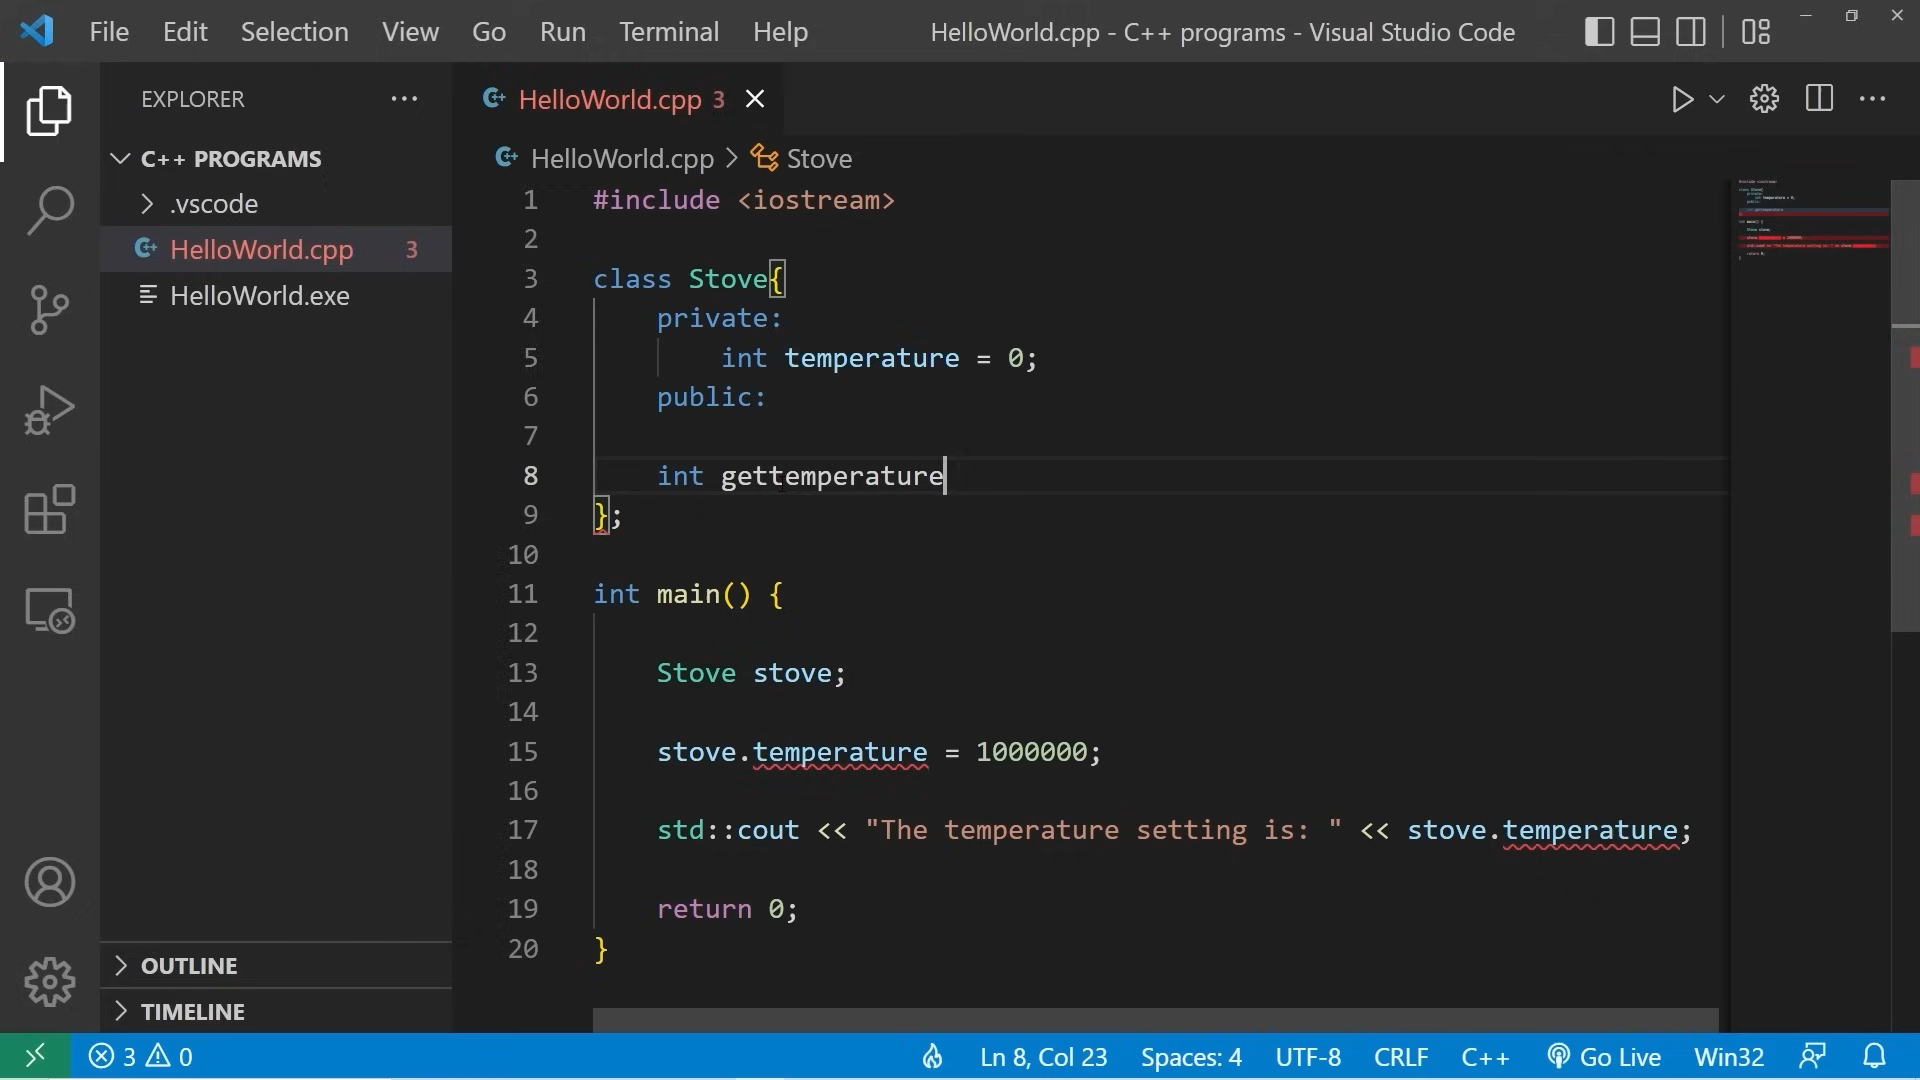 File Edit Selection View Go Run Terminal Help HelloWorld.cpp - C++ programs - Visual Studio Code
EXPLORER
C++ PROGRAMS
.vscode
HelloWorld.cpp 3
HelloWorld.exe
OUTLINE
TIMELINE
HelloWorld.cpp 3
HelloWorld.cpp > Stove
1 #include <iostream>
2
3 class Stove{
4 private:
5 int temperature = 0;
6 public:
7
8 int gettemperature
9 };
10
11 int main() {
12
13 Stove stove;
14
15 stove.temperature = 1000000;
16
17 std::cout << "The temperature setting is: " << stove.temperature;
18
19 return 0;
20 }
3 0 Ln 8, Col 23 Spaces: 4 UTF-8 CRLF C++ Go Live Win32